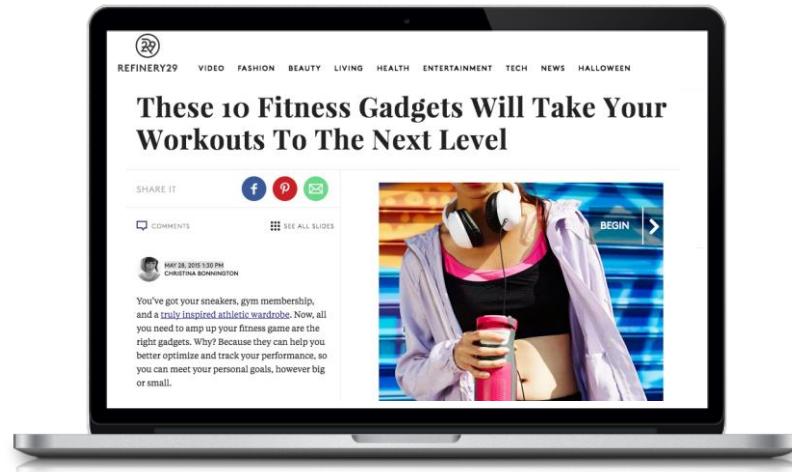 R29
REFINERY29
VIDEO FASHION BEAUTY LIVING HEALTH ENTERTAINMENT TECH NEWS HALLOWEEN
These 10 Fitness Gadgets Will Take Your
Workouts To The Next Level
SHARE IT
COMMENTS
SEE ALL SLIDES
MAY 28, 2015 1:30 PM
CHRISTINA BONNINGTON
You've got your sneakers, gym membership,
and a truly inspired athletic wardrobe. Now, all
you need to amp up your fitness game are the
right gadgets. Why? Because they can help you
better optimize and track your performance, so
you can meet your personal goals, however big
or small.
BEGIN